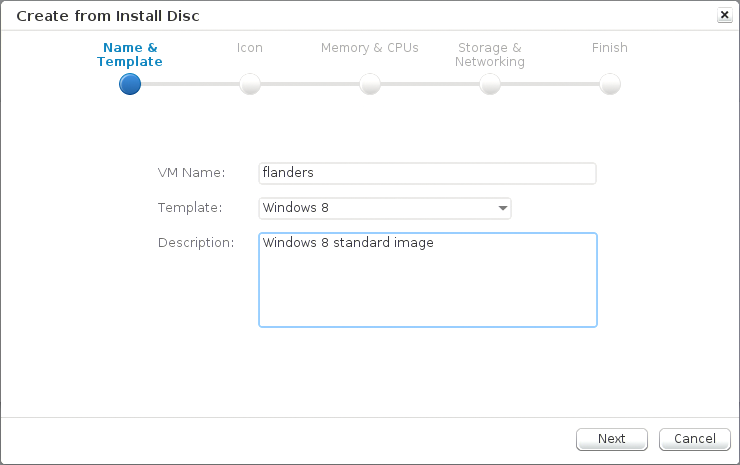 Create from Install Disc
Name &
Template
Icon
Memory & CPUs
Storage &
Networking
Finish
VM Name:
flanders
Template:
Windows 8
Description:
Windows 8 standard image
Next
Cancel